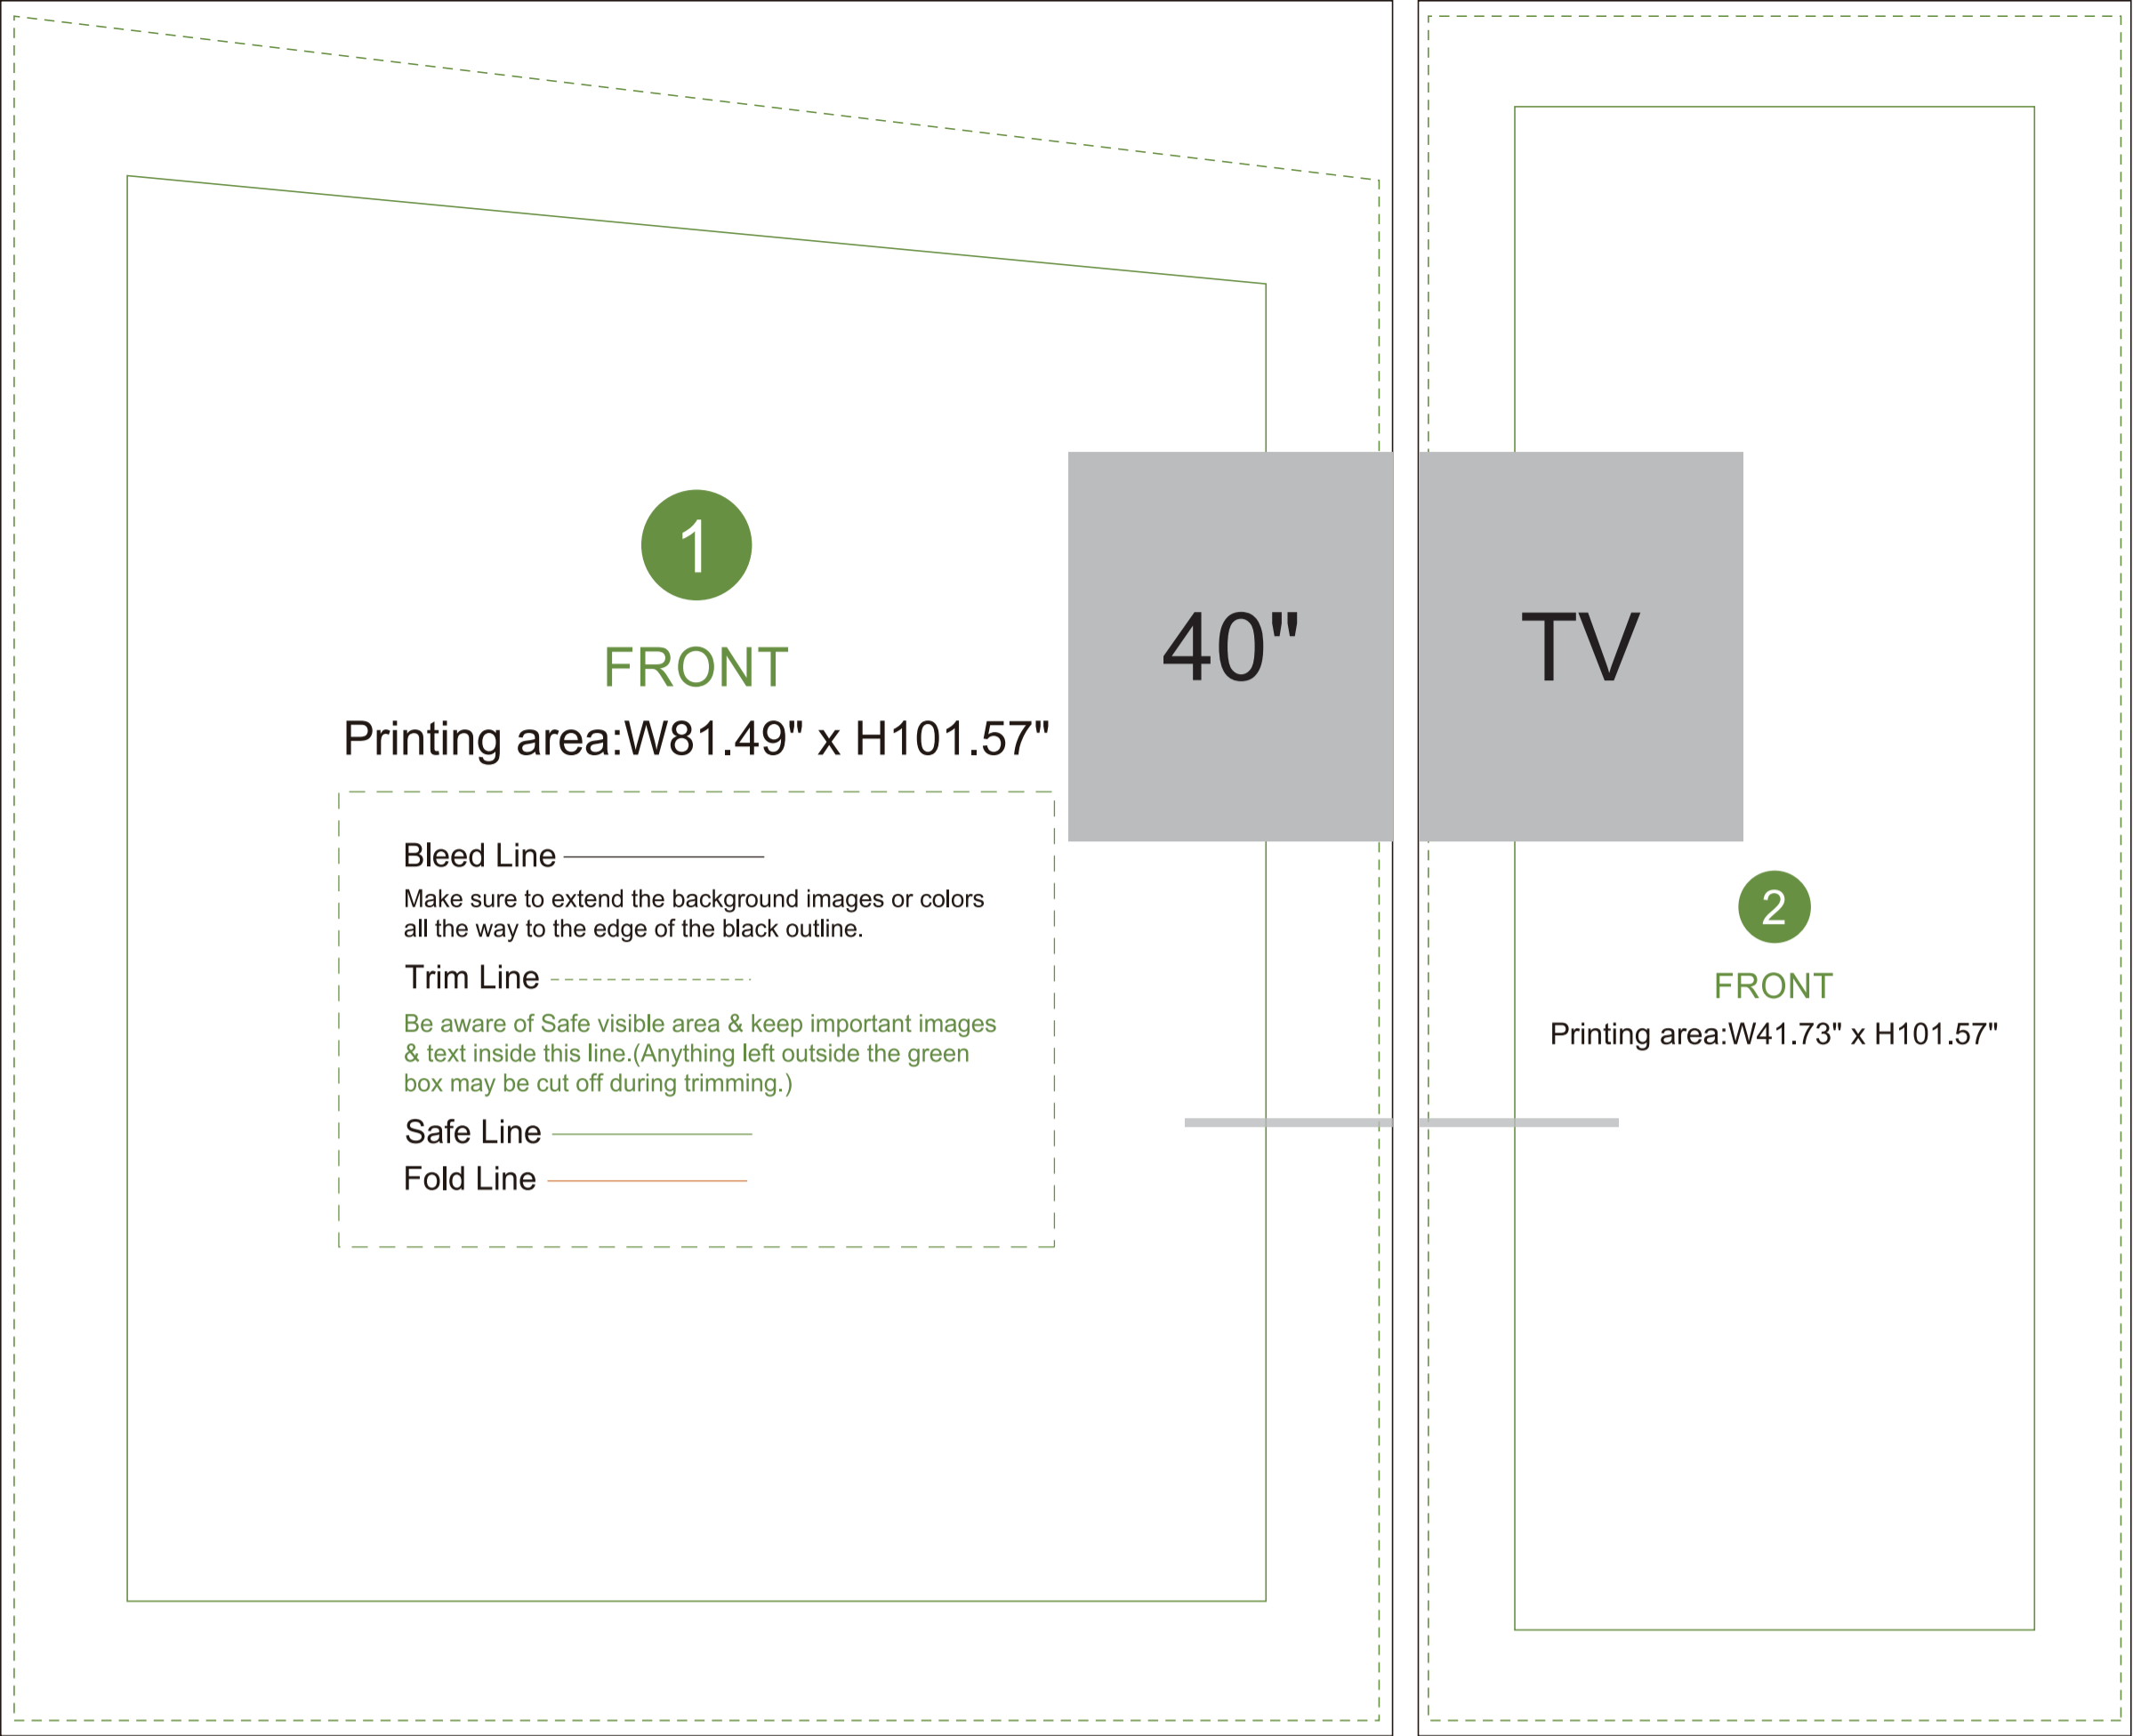 1
FRONT
Printing area:W81.49" x H101.57"
Bleed Line
Make sure to extend the background images or colors
all the way to the edge of the black outline.
Trim Line
Be aware of Safe visible area & keep important images
& text inside this line.(Anything left outside the green
box may be cut off during trimming.)
Safe Line
Fold Line
40" TV
2
FRONT
Printing area:W41.73" x H101.57"